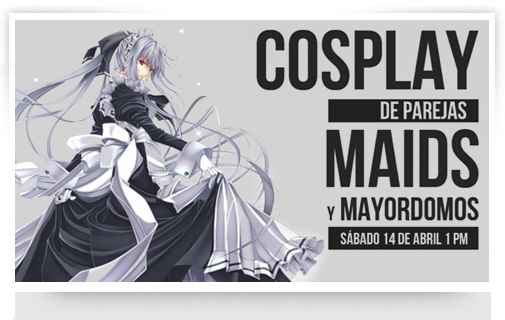 COSPLAY
DE PAREJAS
MAIDS
Y MAYORDOMOS
SÁBADO 14 DE ABRIL 1 PM